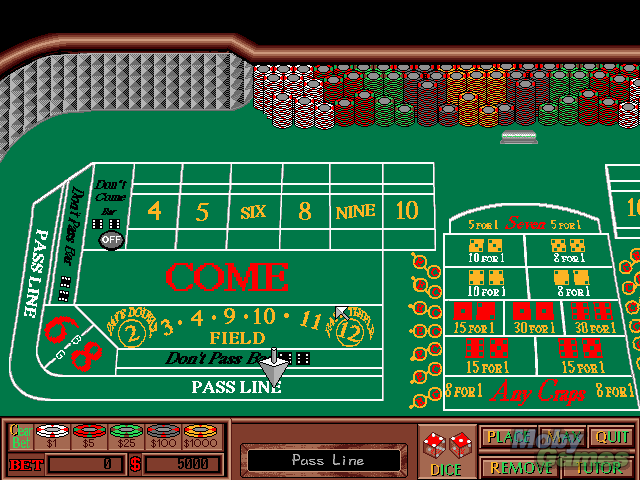 Don't Come Bar
4 5 SIX 8 NINE 10
Don't Pass Bar
OFF
PASS LINE
COME
5 FOR 1 Seven 5 FOR 1
10 FOR 1 8 FOR 1
10 FOR 1 8 FOR 1
15 FOR 1 30 FOR 1 30 FOR 1
15 FOR 1 15 FOR 1
8 FOR 1 Any Craps 8 FOR 1
2 3 · 4 · 9 · 10 · 11 12
FIELD
6 8
BIG
Don't Pass Bar
PASS LINE
Clear Bet $1 $5 $25 $100 $1000
BET 0 $ 5000
Pass Line
DICE
PLACE QUIT
REMOVE TUTOR
MobyGames